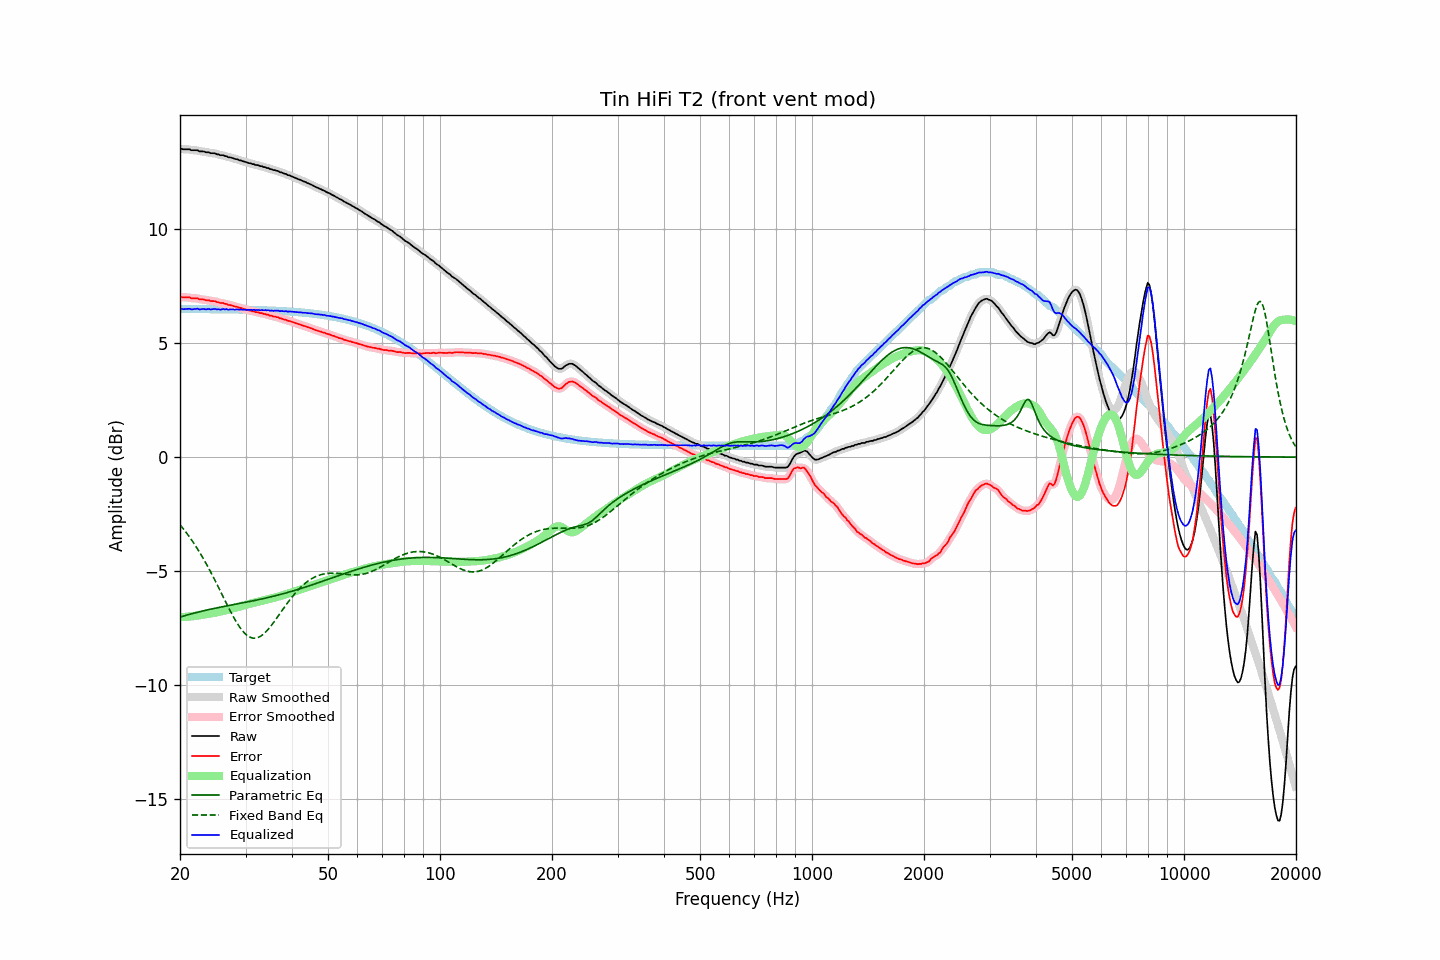 Tin HiFi T2 (front vent mod)
Amplitude (dBr)
10
5
0
−5
−10
−15
Target
Raw Smoothed
Error Smoothed
Raw
Error
Equalization
Parametric Eq
Fixed Band Eq
Equalized
20 50 100 200 500 1000 2000 5000 10000 20000
Frequency (Hz)